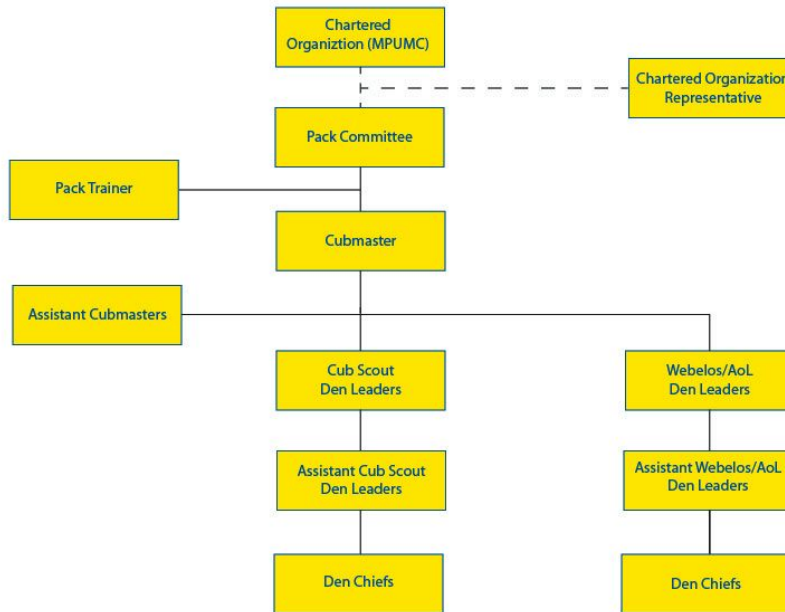 Chartered
Organiztion (MPUMC)
Chartered Organization
Representative
Pack Committee
Pack Trainer
Cubmaster
Assistant Cubmasters
Cub Scout
Den Leaders
Webelos/AoL
Den Leaders
Assistant Cub Scout
Den Leaders
Assistant Webelos/AoL
Den Leaders
Den Chiefs
Den Chiefs